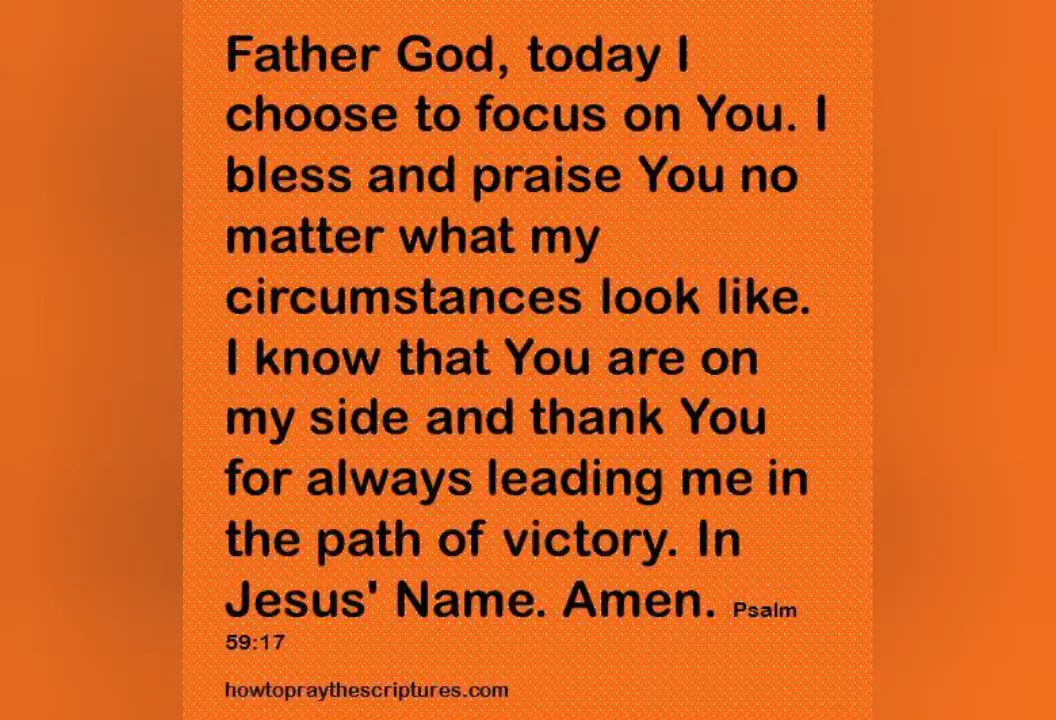 Father God, today I
choose to focus on You. I
bless and praise You no
matter what my
circumstances look like.
I know that You are on
my side and thank You
for always leading me in
the path of victory. In
Jesus' Name. Amen. Psalm
59:17
howtopraythescriptures.com